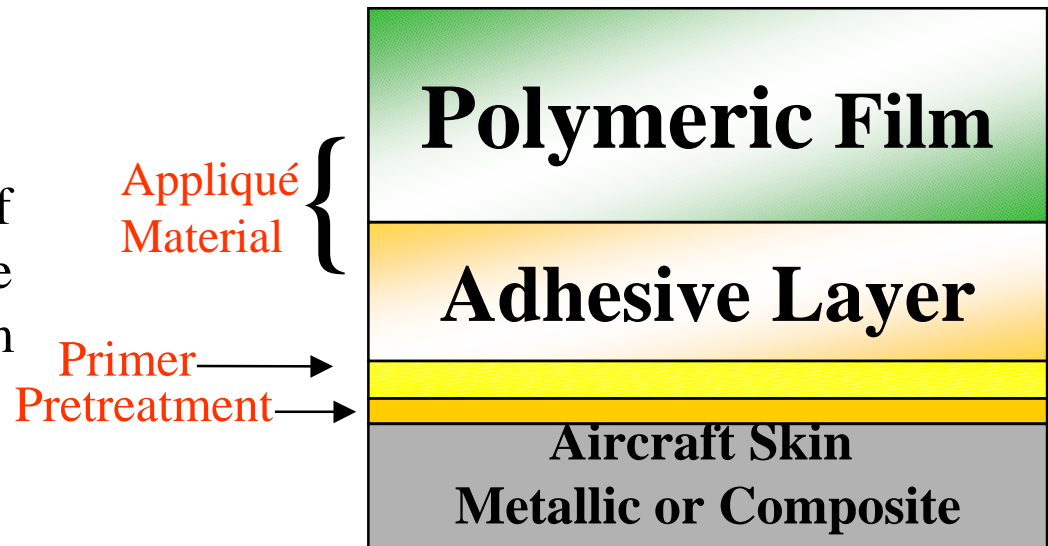 Polymeric Film
Appliqué
Material
f
e
n
Adhesive Layer
Primer
Pretreatment
Aircraft Skin
Metallic or Composite